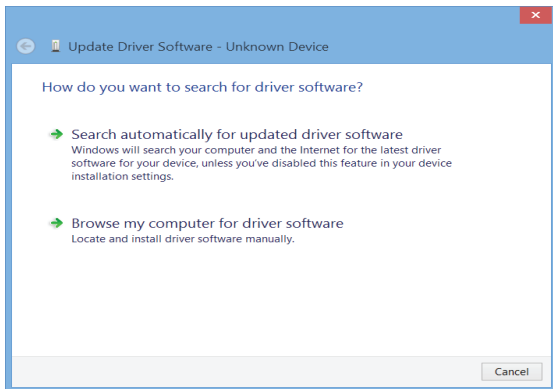 Update Driver Software - Unknown Device
How do you want to search for driver software?
Search automatically for updated driver software
Windows will search your computer and the Internet for the latest driver
software for your device, unless you've disabled this feature in your device
installation settings.
Browse my computer for driver software
Locate and install driver software manually.
Cancel